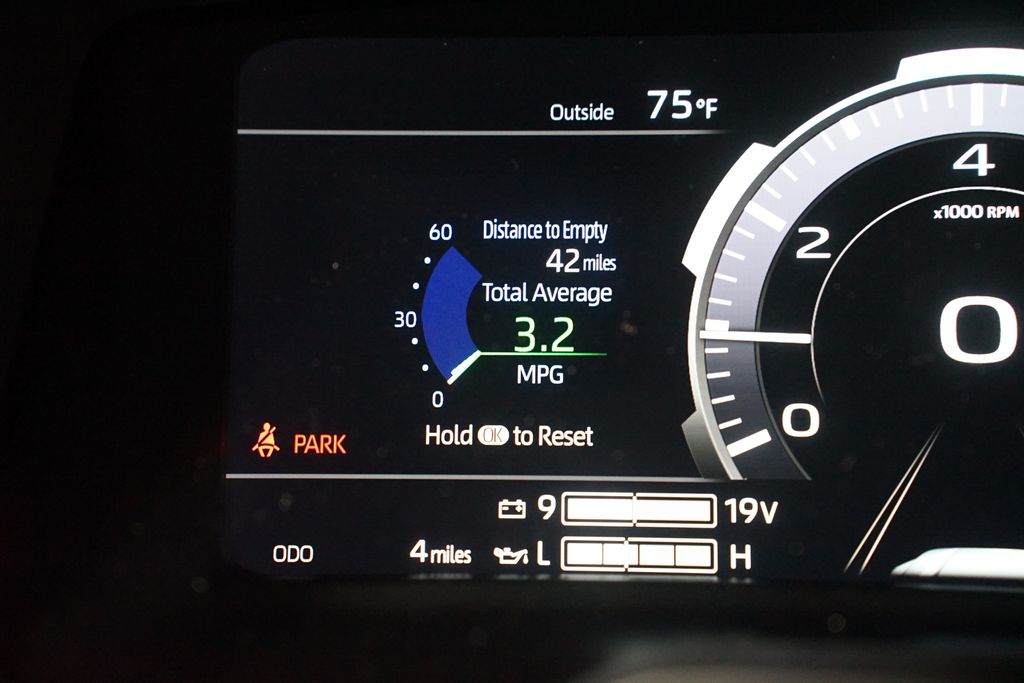 Outside 75°F
60 Distance to Empty
42 miles
Total Average
30 3.2
MPG
0
Hold OK to Reset
PARK
4
x1000 RPM
2
0
0
9 19V
ODO 4 miles L H